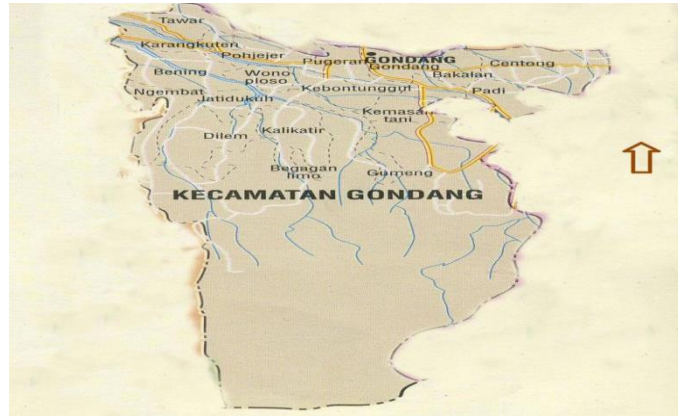 Tawar
Karangkuten
Pohjejer
Pugeran
GONDANG
Gondang
Centong
Bening
Wono
ploso
Bakalan
Ngembat
Kebontunggul
Padi
Jatidukuh
Kemasan
tani
Dilem
Kalikatir
Begagan
limo
Gumeng
KECAMATAN GONDANG